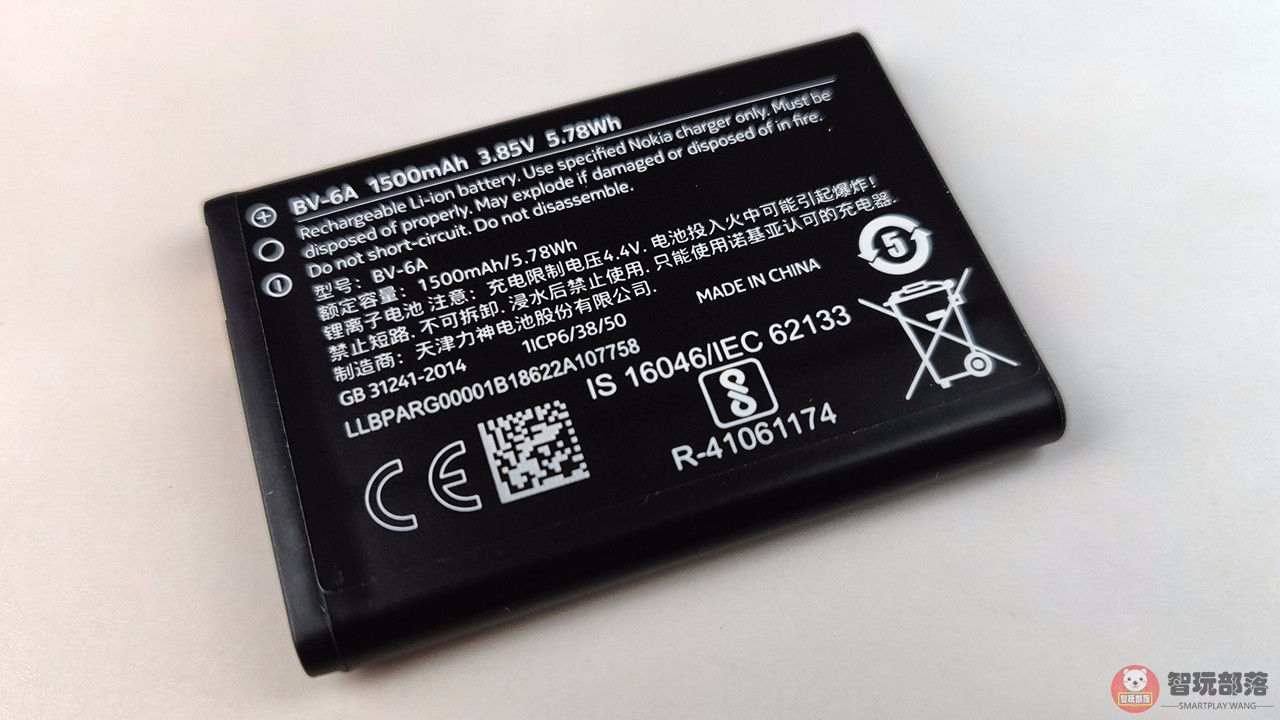 BV-6A 1500mAh 3.85V 5.78Wh
Rechargeable Li-ion battery. Use specified Nokia charger only. Must be
disposed of properly. May explode if damaged or disposed of in fire.
Do not short-circuit. Do not disassemble.
型号：BV-6A
额定容量：1500mAh/5.78Wh
锂离子电池 注意：充电限制电压4.4V. 电池投入火中可能引起爆炸！
禁止短路. 不可拆卸. 浸水后禁止使用. 只能使用诺基亚认可的充电器.
制造商：天津力神电池股份有限公司.
GB 31241-2014
1ICP6/38/50
MADE IN CHINA
5
LLBPARG00001B18622A107758
IS 16046/IEC 62133
R-41061174
CE
智玩部落
智玩部落
SMARTPLAY.WANG